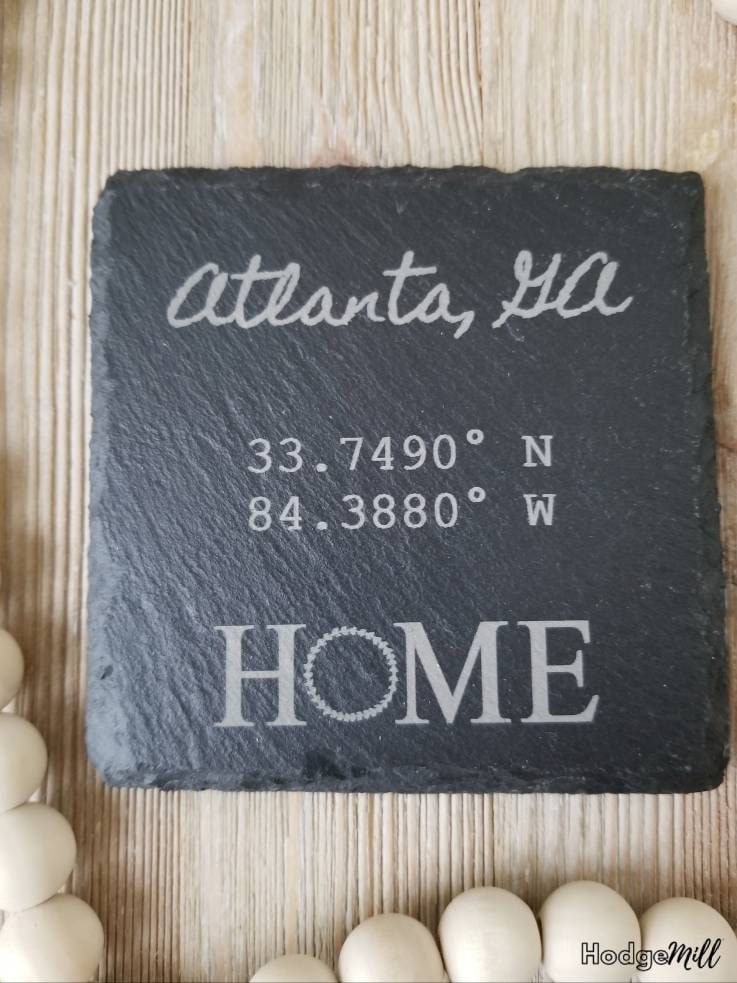 Atlanta, GA
33.7490° N
84.3880° W
HOME
HodgeMill